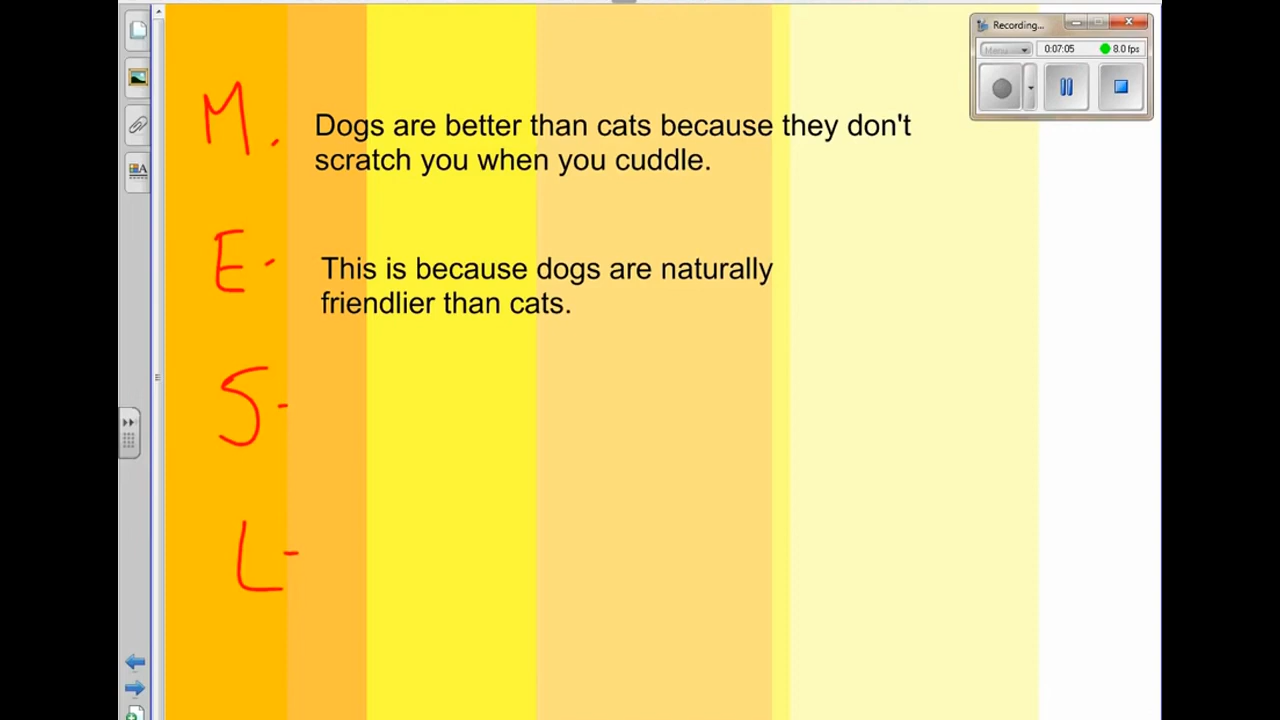 Recording...
Menu 0:07:05 8.0 fps
M. Dogs are better than cats because they don't
scratch you when you cuddle.
E- This is because dogs are naturally
friendlier than cats.
S-
L-